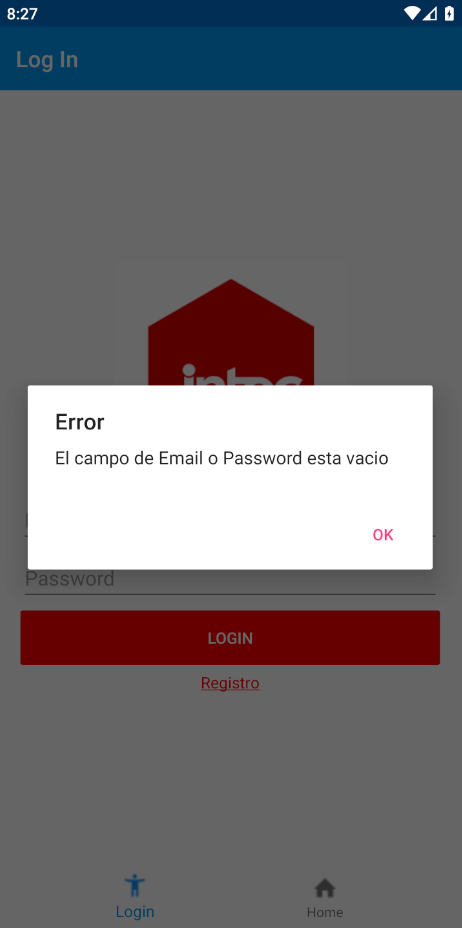 8:27
Log In
Error
El campo de Email o Password esta vacio
OK
Password
LOGIN
Registro
Login
Home